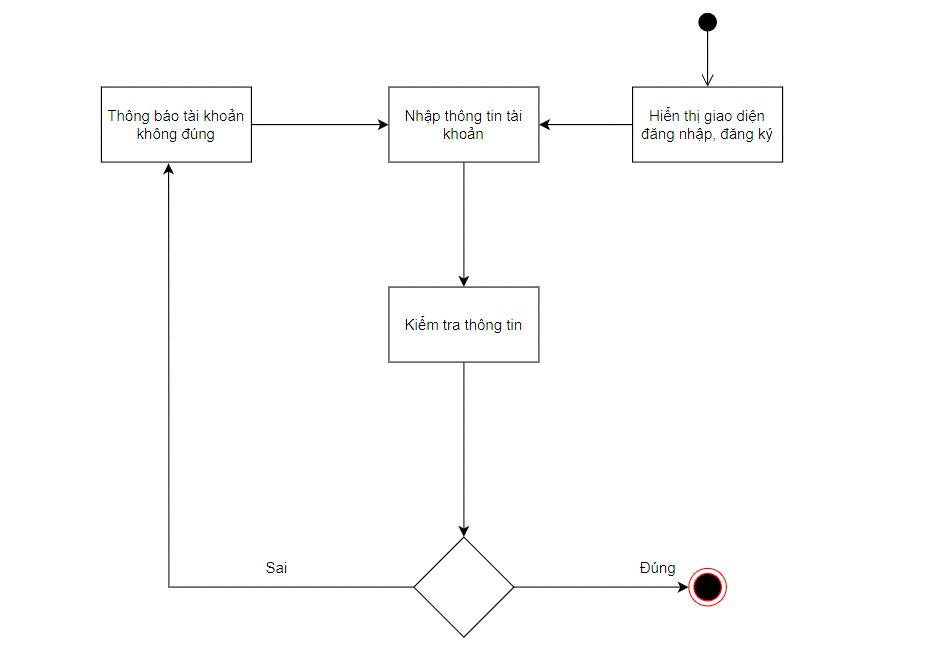 Thông báo tài khoản
không đúng
Nhập thông tin tài
khoản
Hiển thị giao diện
đăng nhập, đăng ký
Kiểm tra thông tin
Sai
Đúng